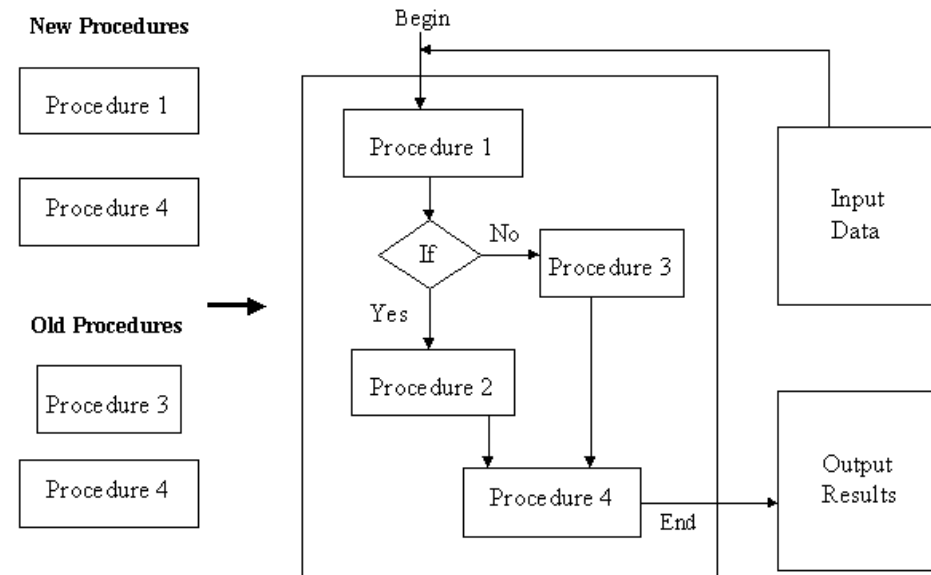 New Procedures
Procedure 1
Procedure 4
Old Procedures
Procedure 3
Procedure 4
Begin
Procedure 1
If
No
Procedure 3
Yes
Procedure 2
Procedure 4
End
Input
Data
Output
Results